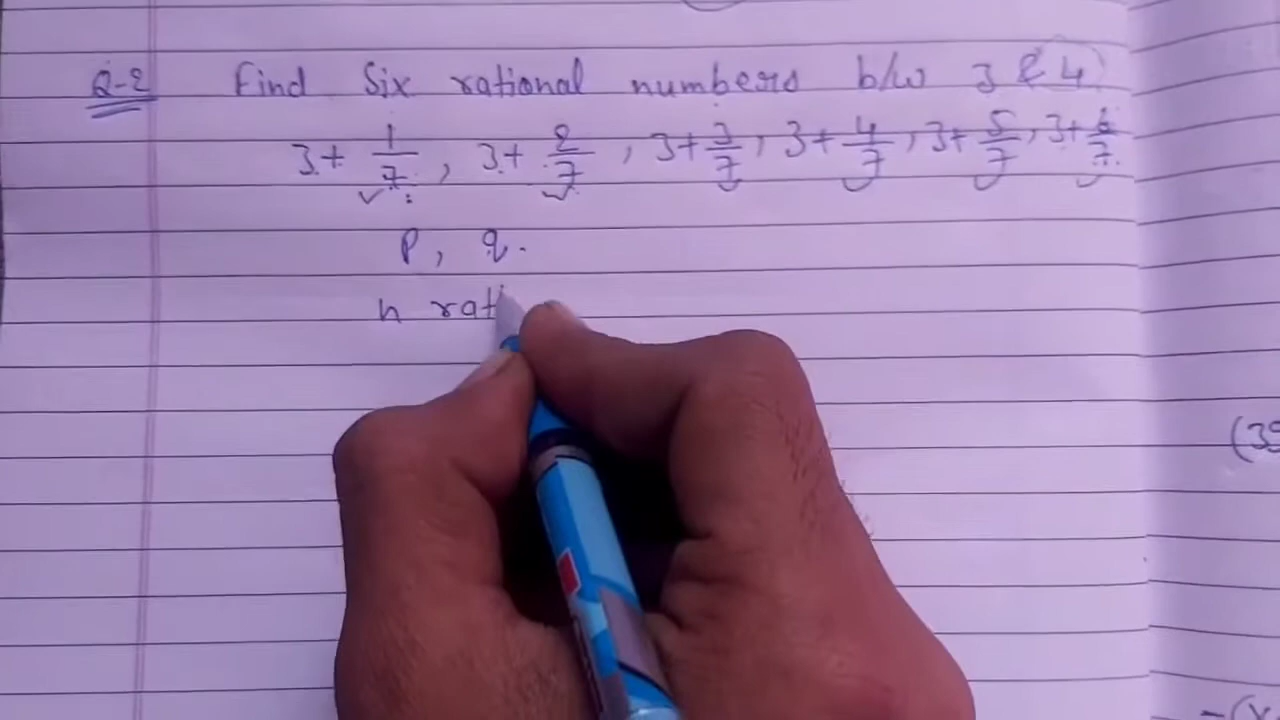 Q-2 Find Six rational numbers b/w 3 & 4
3 + 1/7, 3 + 2/7, 3 + 3/7, 3 + 4/7, 3 + 5/7, 3 + 6/7.
P, q.
n rati